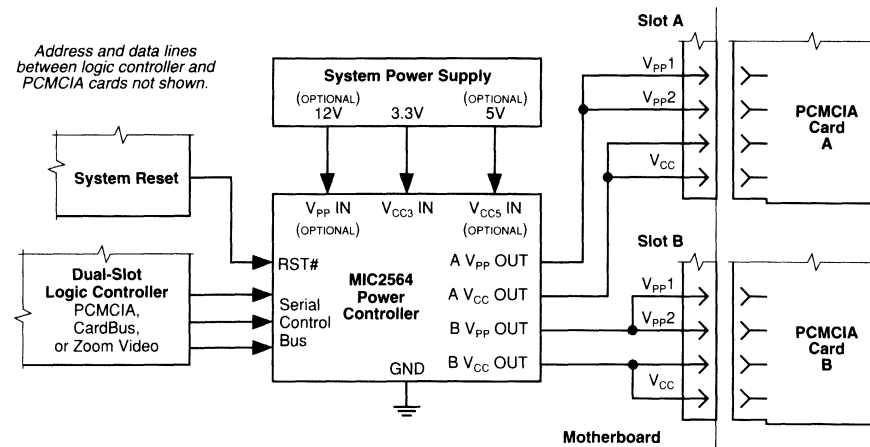 Address and data lines
between logic controller and
PCMCIA cards not shown.
System Power Supply
(OPTIONAL)
12V
3.3V
(OPTIONAL)
5V
System Reset
Dual-Slot
Logic Controller
PCMCIA,
CardBus,
or Zoom Video
VPP IN
(OPTIONAL)
VCC3 IN
VCC5 IN
(OPTIONAL)
RST#
Serial
Control
Bus
MIC2564
Power
Controller
GND
A VPP OUT
A VCC OUT
B VPP OUT
B VCC OUT
Slot A
VPP1
VPP2
VCC
PCMCIA
Card
A
Slot B
VPP1
VPP2
VCC
PCMCIA
Card
B
Motherboard